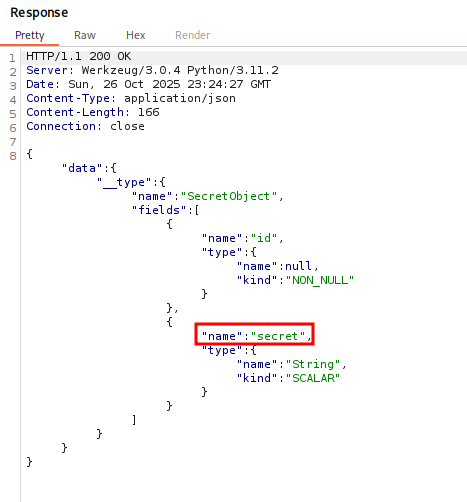 Response
Pretty Raw Hex Render
1 HTTP/1.1 200 OK
2 Server: Werkzeug/3.0.4 Python/3.11.2
3 Date: Sun, 26 Oct 2025 23:24:27 GMT
4 Content-Type: application/json
5 Content-Length: 166
6 Connection: close
7
8 {
"data":{
"__type":{
"name":"SecretObject",
"fields":[
{
"name":"id",
"type":{
"name":null,
"kind":"NON_NULL"
}
},
{
"name":"secret",
"type":{
"name":"String",
"kind":"SCALAR"
}
}
]
}
}
}